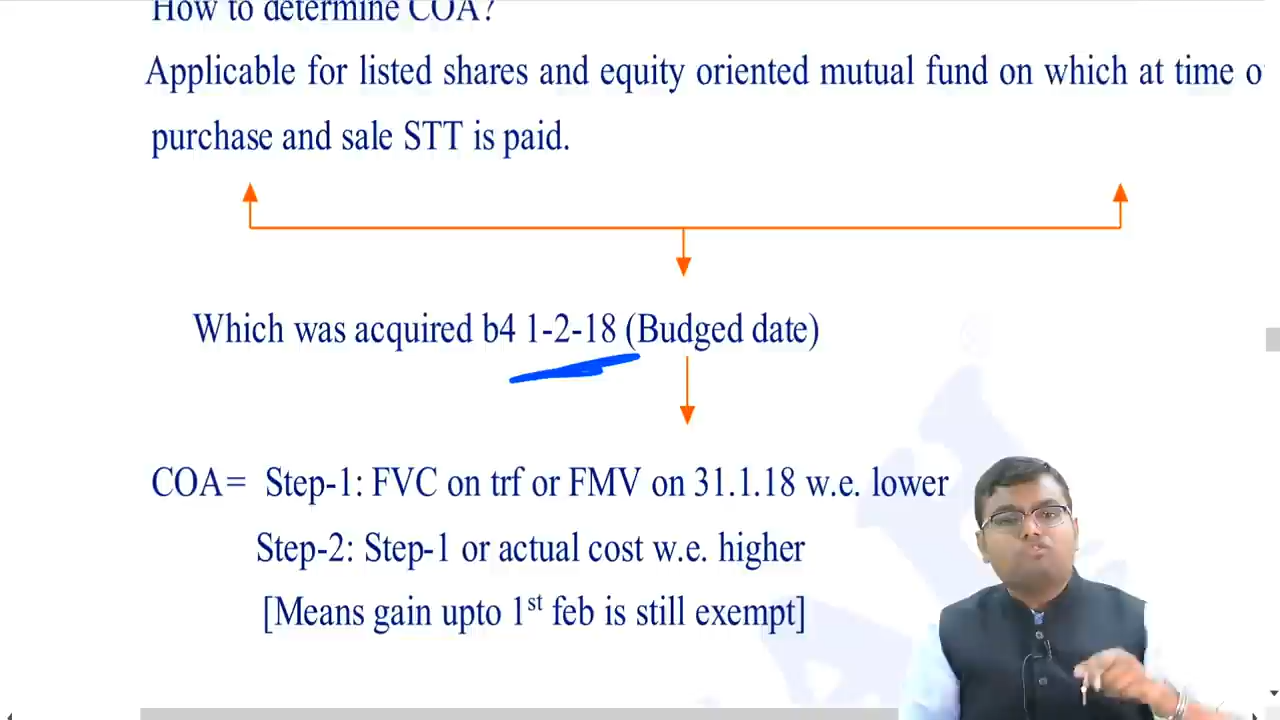 How to determine COA?
Applicable for listed shares and equity oriented mutual fund on which at time o
purchase and sale STT is paid.
Which was acquired b4 1-2-18 (Budged date)
COA= Step-1: FVC on trf or FMV on 31.1.18 w.e. lower
Step-2: Step-1 or actual cost w.e. higher
[Means gain upto 1st feb is still exempt]